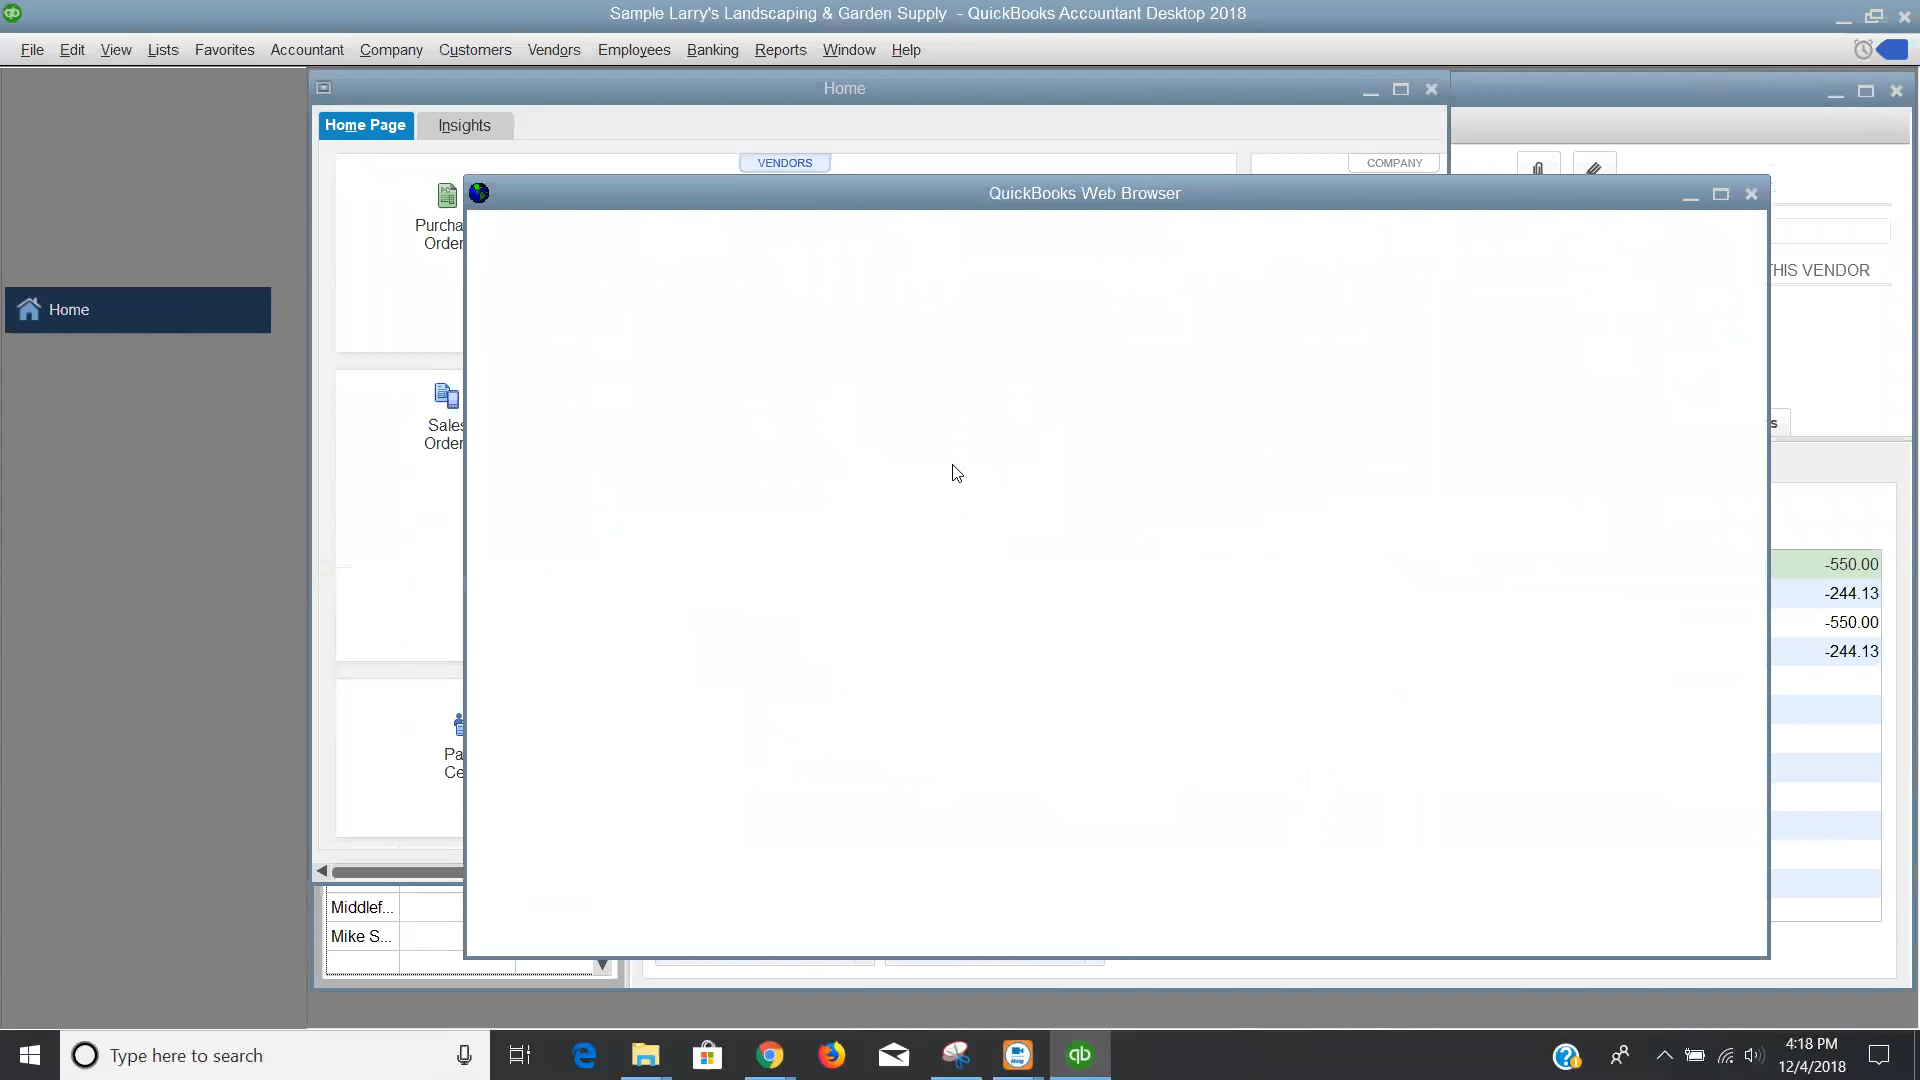 Sample Larry's Landscaping & Garden Supply - QuickBooks Accountant Desktop 2018
File Edit View Lists Favorites Accountant Company Customers Vendors Employees Banking Reports Window Help
Home
Home Page Insights
VENDORS
COMPANY
QuickBooks Web Browser
Purcha
Order
THIS VENDOR
Home
Sales
Order
s
-550.00
-244.13
-550.00
-244.13
Pa
Ce
Middlef...
Mike S...
Type here to search
4:18 PM
12/4/2018